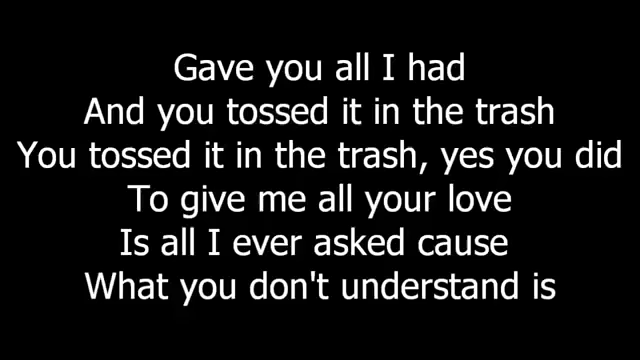 Gave you all I had
And you tossed it in the trash
You tossed it in the trash, yes you did
To give me all your love
Is all I ever asked cause
What you don't understand is